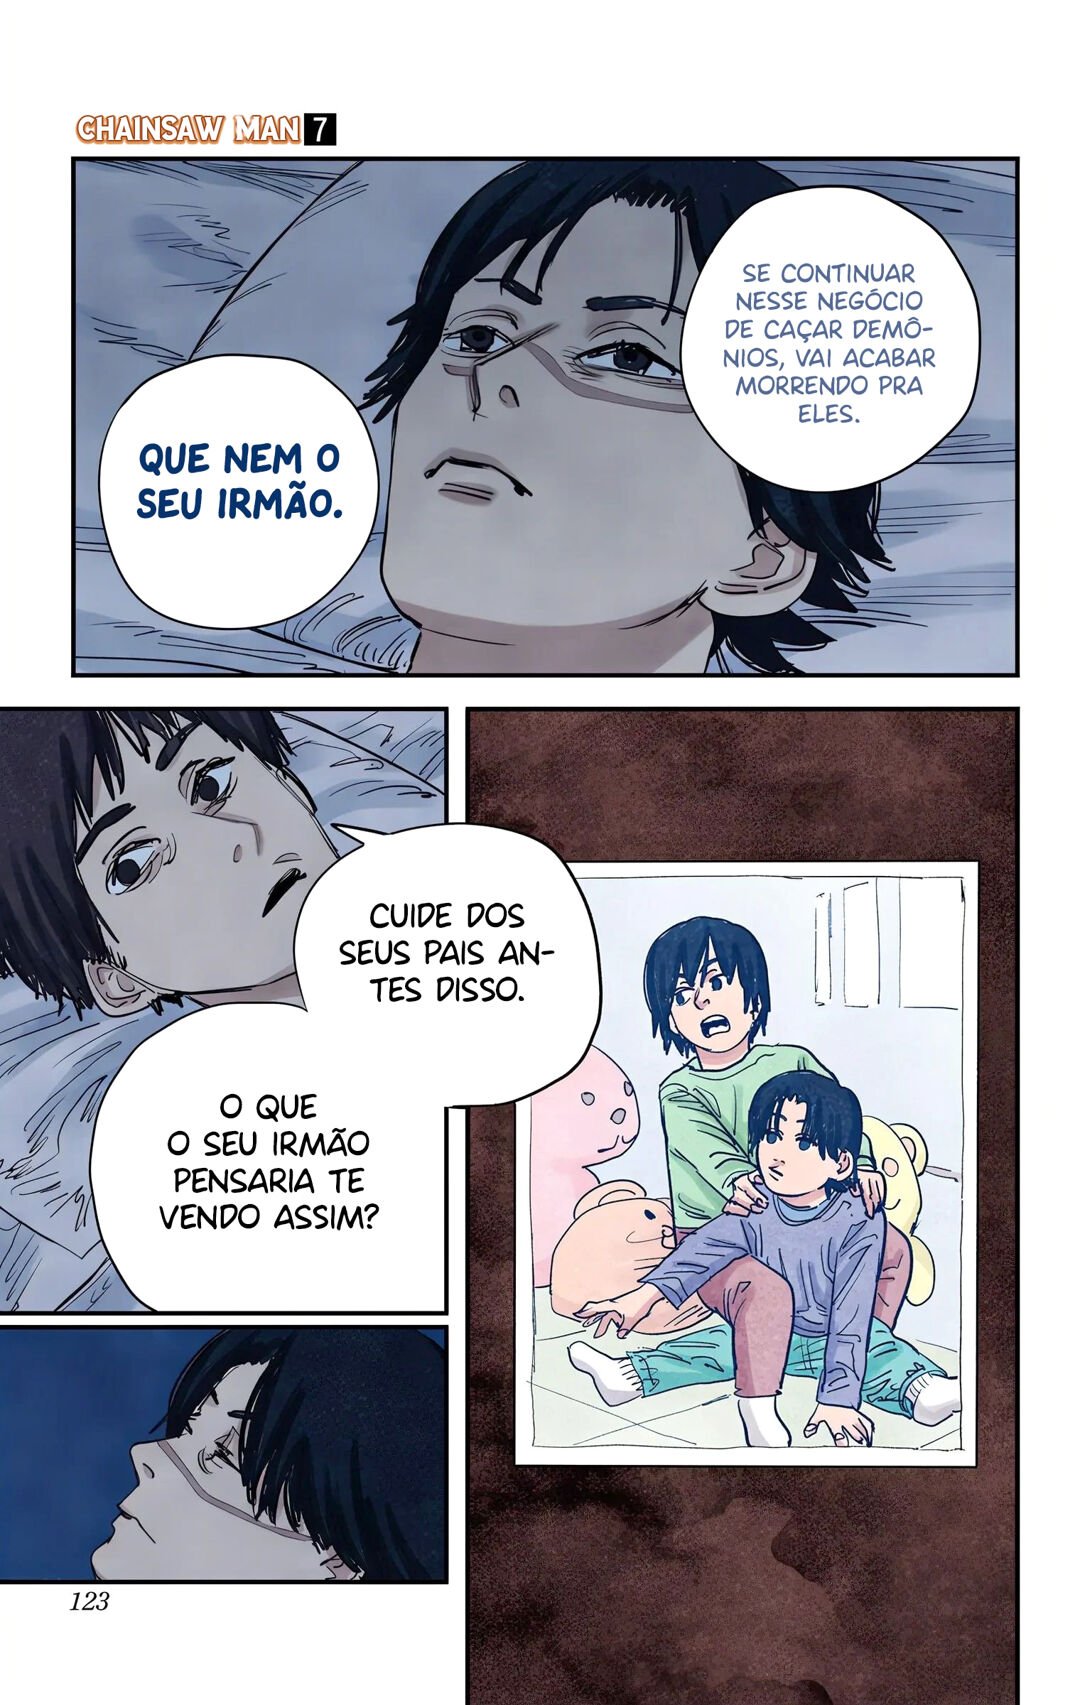 CHAINSAW MAN 7
SE CONTINUAR
NESSE NEGÓCIO
DE CAÇAR DEMÔ-
NIOS, VAI ACABAR
MORRENDO PRA
ELES.
QUE NEM O
SEU IRMÃO.
CUIDE DOS
SEUS PAIS AN-
TES DISSO.
O QUE
O SEU IRMÃO
PENSARIA TE
VENDO ASSIM?
123